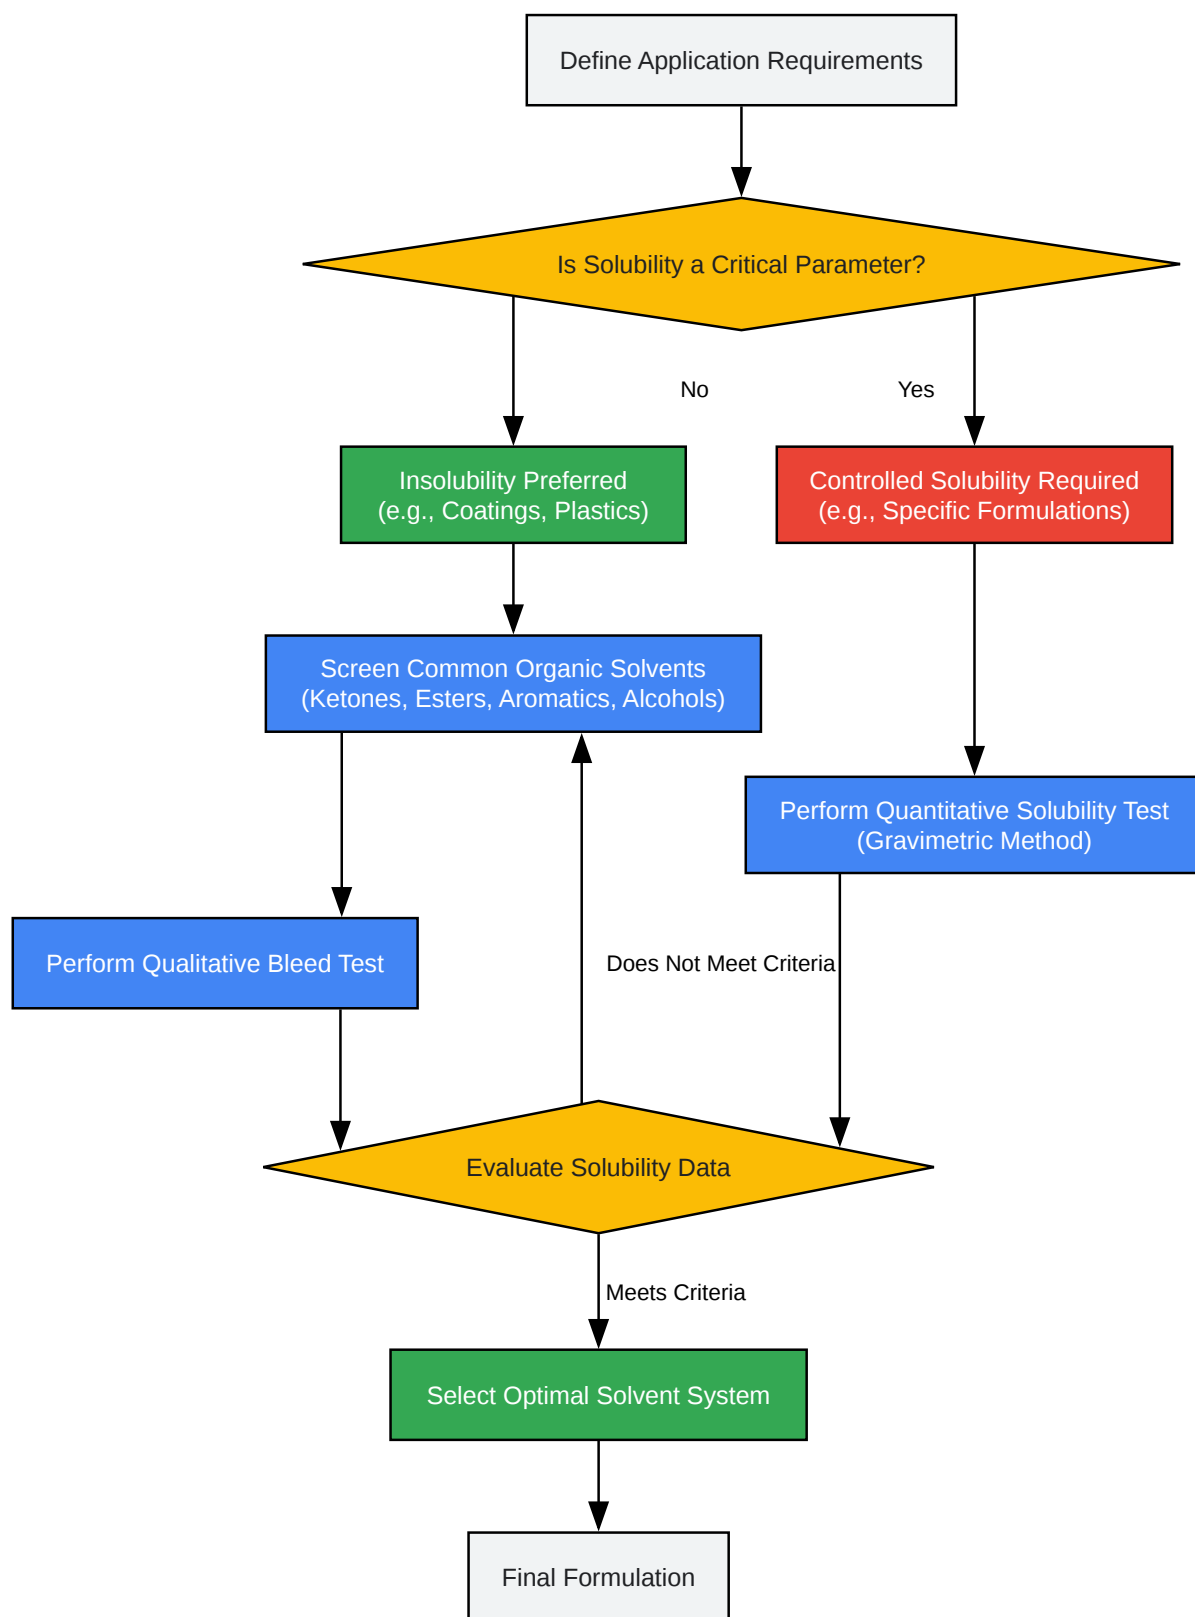 Define Application Requirements
Is Solubility a Critical Parameter?
No
Yes
Insolubility Preferred
(e.g., Coatings, Plastics)
Controlled Solubility Required
(e.g., Specific Formulations)
Screen Common Organic Solvents
(Ketones, Esters, Aromatics, Alcohols)
Perform Quantitative Solubility Test
(Gravimetric Method)
Perform Qualitative Bleed Test
Does Not Meet Criteria
Evaluate Solubility Data
Meets Criteria
Select Optimal Solvent System
Final Formulation